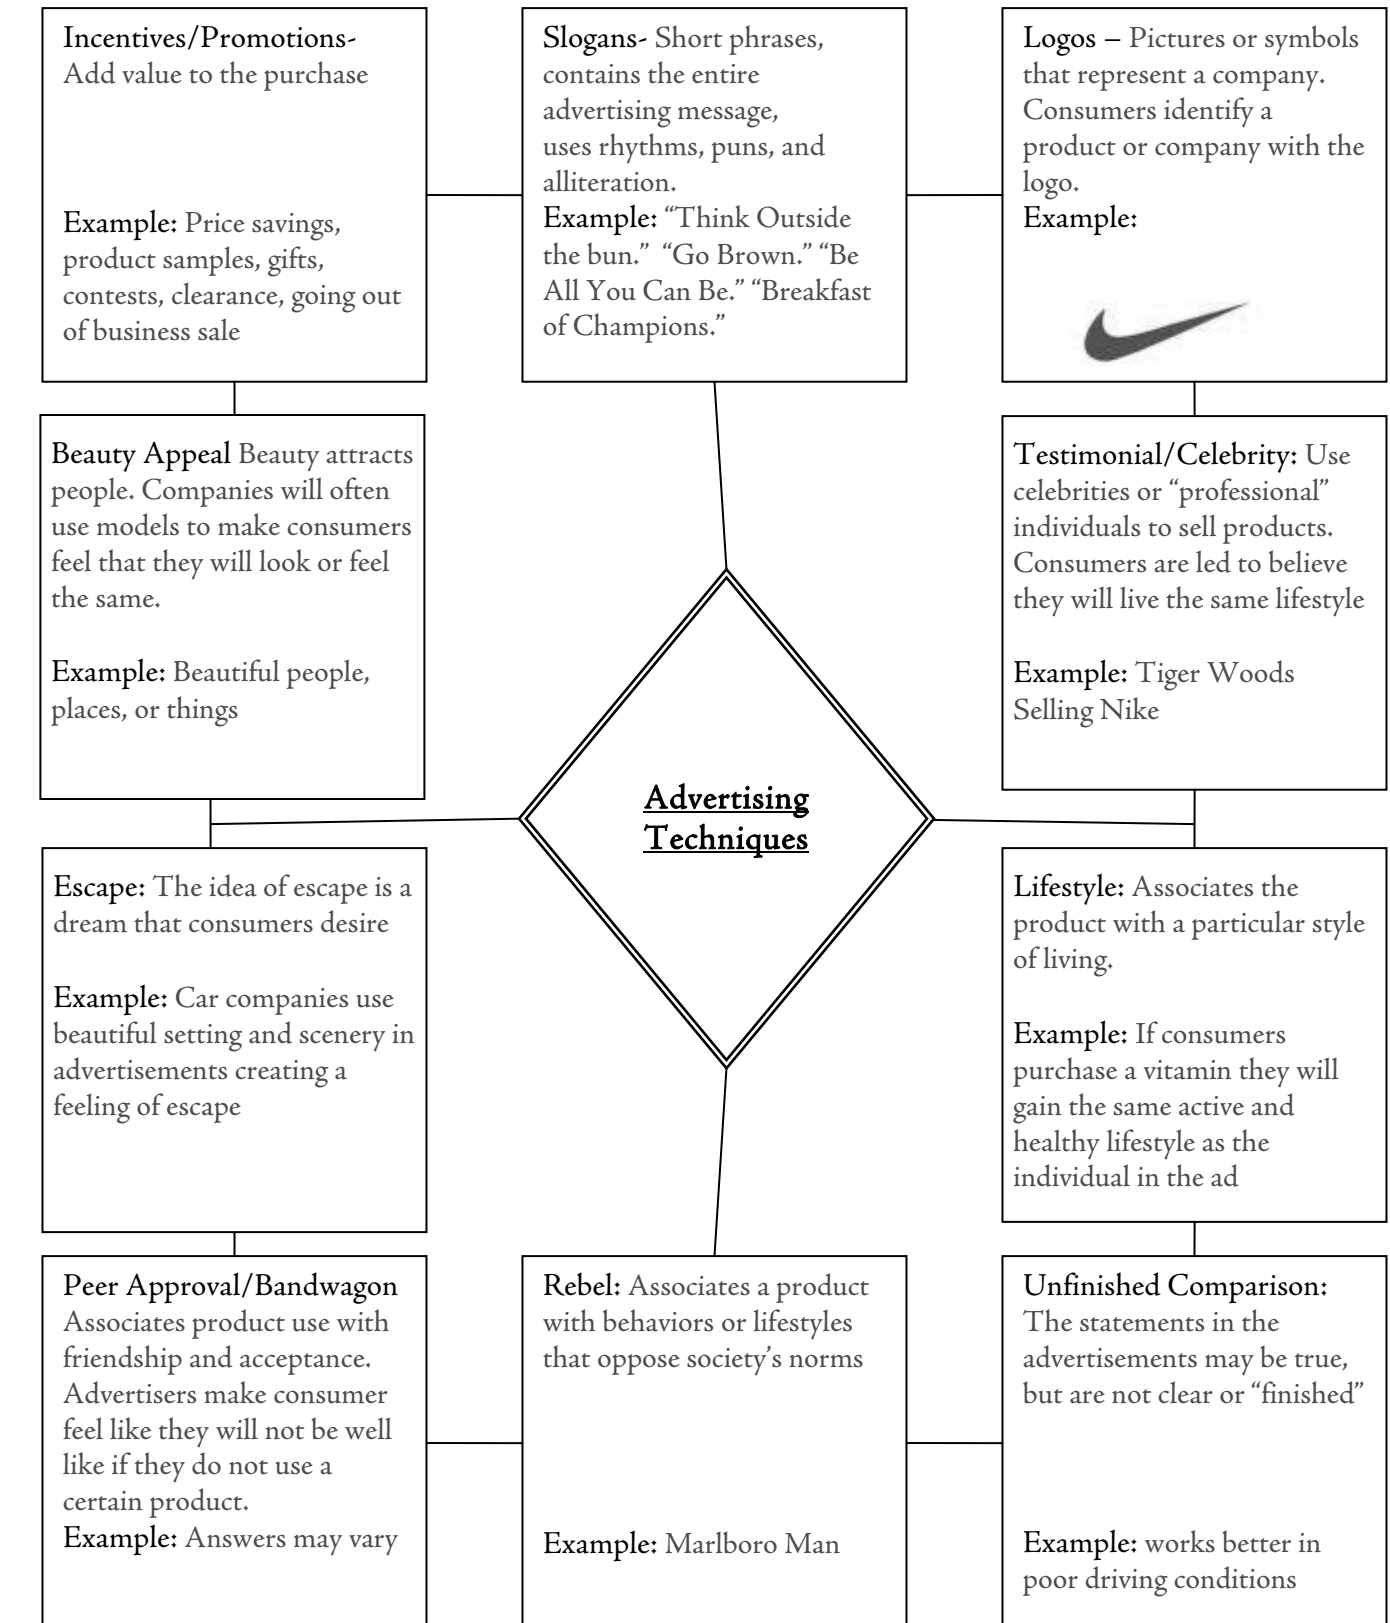 Incentives/Promotions-
Add value to the purchase
Example: Price savings,
product samples, gifts,
contests, clearance, going out
of business sale
Slogans- Short phrases,
contains the entire
advertising message,
uses rhythms, puns, and
alliteration.
Example: “Think Outside
the bun.” “Go Brown.” “Be
All You Can Be.” “Breakfast
of Champions.”
Logos – Pictures or symbols
that represent a company.
Consumers identify a
product or company with the
logo.
Example:
Beauty Appeal Beauty attracts
people. Companies will often
use models to make consumers
feel that they will look or feel
the same.
Example: Beautiful people,
places, or things
Testimonial/Celebrity: Use
celebrities or “professional”
individuals to sell products.
Consumers are led to believe
they will live the same lifestyle
Example: Tiger Woods
Selling Nike
Advertising
Techniques
Escape: The idea of escape is a
dream that consumers desire
Example: Car companies use
beautiful setting and scenery in
advertisements creating a
feeling of escape
Lifestyle: Associates the
product with a particular style
of living.
Example: If consumers
purchase a vitamin they will
gain the same active and
healthy lifestyle as the
individual in the ad
Peer Approval/Bandwagon
Associates product use with
friendship and acceptance.
Advertisers make consumer
feel like they will not be well
like if they do not use a
certain product.
Example: Answers may vary
Rebel: Associates a product
with behaviors or lifestyles
that oppose society’s norms
Example: Marlboro Man
Unfinished Comparison:
The statements in the
advertisements may be true,
but are not clear or “finished”
Example: works better in
poor driving conditions